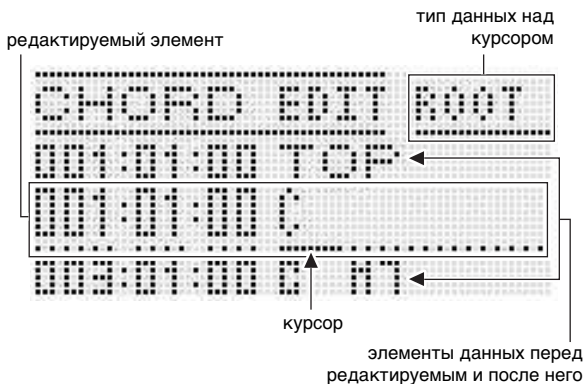 тип данных над
курсором
редактируемый элемент
CHORD EDIT ROOT
001:01:00 TOP
001:01:00 C
003:01:00 G M7
курсор
элементы данных перед
редактируемым и после него